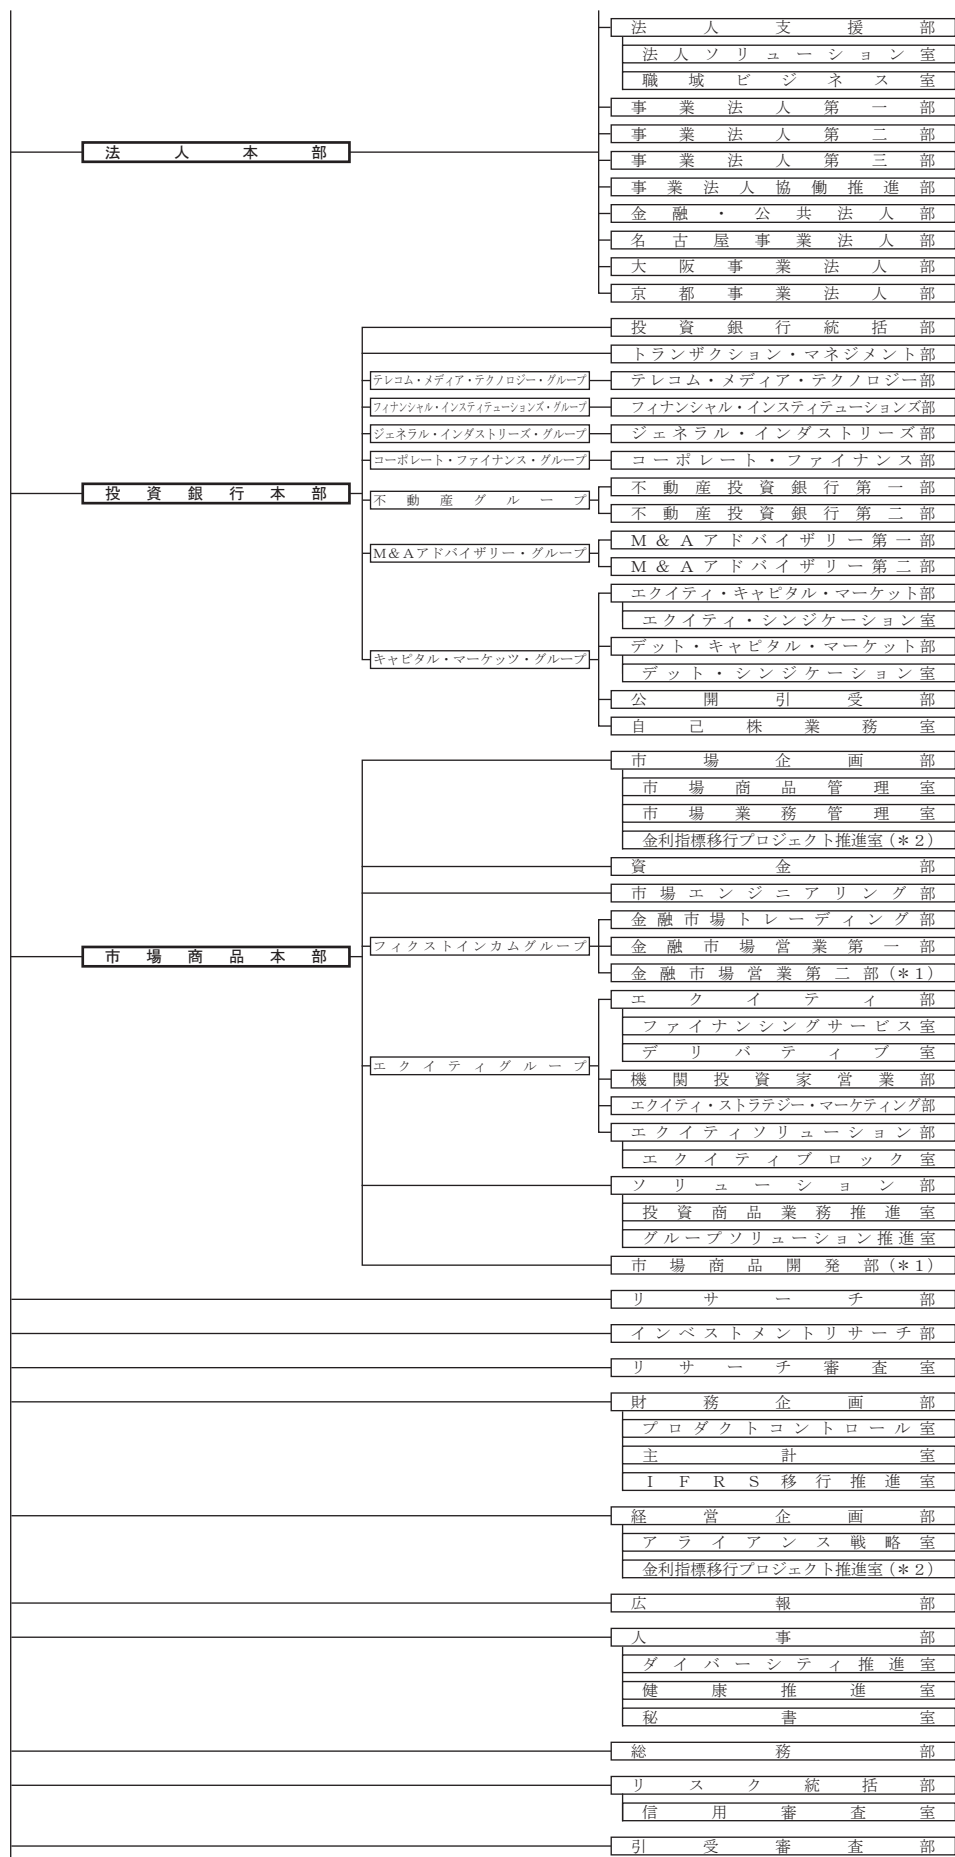 法人支援部
法人ソリューション室
職域ビジネス室
事業法人第一部
事業法人第二部
法人本部
事業法人第三部
事業法人協働推進部
金融・公共法人部
名古屋事業法人部
大阪事業法人部
京都事業法人部
投資銀行統括部
トランザクション・マネジメント部
テレコム・メディア・テクノロジー・グループ
テレコム・メディア・テクノロジー部
フィナンシャル・インスティテューションズ・グループ
フィナンシャル・インスティテューションズ部
ジェネラル・インダストリーズ・グループ
ジェネラル・インダストリーズ部
コーポレート・ファイナンス・グループ
コーポレート・ファイナンス部
投資銀行本部
不動産グループ
不動産投資銀行第一部
不動産投資銀行第二部
M&Aアドバイザリー・グループ
M&Aアドバイザリー第一部
M&Aアドバイザリー第二部
エクイティ・キャピタル・マーケット部
エクイティ・シンジケーション室
キャピタル・マーケッツ・グループ
デット・キャピタル・マーケット部
デット・シンジケーション室
公開引受部
自己株業務室
市場企画部
市場商品管理室
市場業務管理室
金利指標移行プロジェクト推進室(＊2)
資金部
市場エンジニアリング部
市場商品本部
フィクストインカムグループ
金融市場トレーディング部
金融市場営業第一部
金融市場営業第二部(＊1)
エクイティグループ
エクイティ部
ファイナンシングサービス室
デリバティブ室
機関投資家営業部
エクイティ・ストラテジー・マーケティング部
エクイティソリューション部
エクイティブロック室
ソリューション部
投資商品業務推進室
グループソリューション推進室
市場商品開発部(＊1)
リサーチ部
インベストメントリサーチ部
リサーチ審査室
財務企画部
プロダクトコントロール室
主計室
IFRS移行推進室
経営企画部
アライアンス戦略室
金利指標移行プロジェクト推進室(＊2)
広報部
人事部
ダイバーシティ推進室
健康推進室
秘書室
総務部
リスク統括部
信用審査室
引受審査部